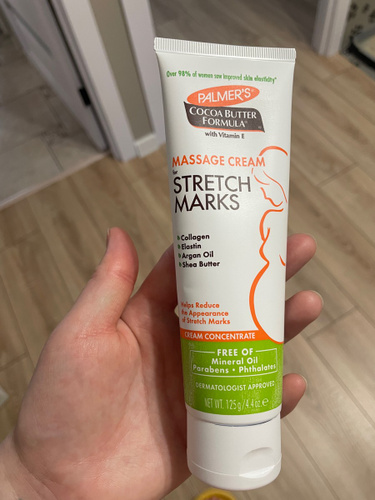 Over 98% of women saw improved skin elasticity*
PALMER'S®
COCOA BUTTER
FORMULA®
with Vitamin E
MASSAGE CREAM
for
STRETCH
MARKS
Collagen
Elastin
Argan Oil
Shea Butter
Helps Reduce
the Appearance
of Stretch Marks
CREAM CONCENTRATE
FREE OF
Mineral Oil
Parabens • Phthalates
DERMATOLOGIST APPROVED
NET WT. 125g / 4.4 oz. e